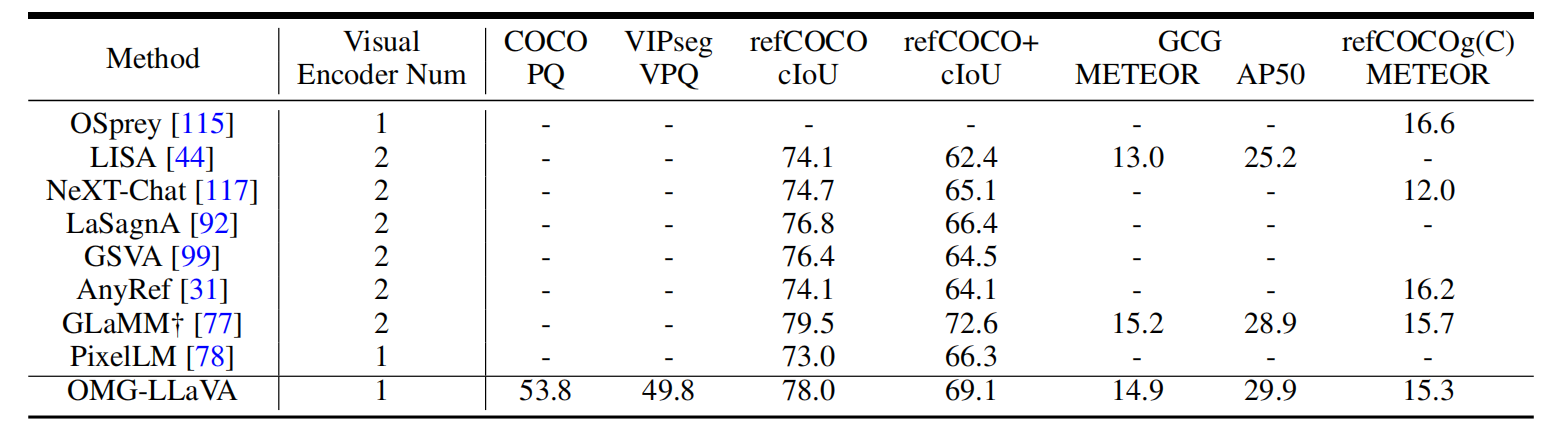 Method Visual Encoder Num COCO PQ VIPseg VPQ refCOCO cIoU refCOCO+ cIoU GCG METEOR AP50 refCOCOg(C) METEOR
OSprey [115] 1 - - - - - - 16.6
LISA [44] 2 - - 74.1 62.4 13.0 25.2 -
NeXT-Chat [117] 2 - - 74.7 65.1 - - 12.0
LaSagnA [92] 2 - - 76.8 66.4 - - -
GSVA [99] 2 - - 76.4 64.5 - -
AnyRef [31] 2 - - 74.1 64.1 - - 16.2
GLaMM† [77] 2 - - 79.5 72.6 15.2 28.9 15.7
PixelLM [78] 1 - - 73.0 66.3 - - -
OMG-LLaVA 1 53.8 49.8 78.0 69.1 14.9 29.9 15.3